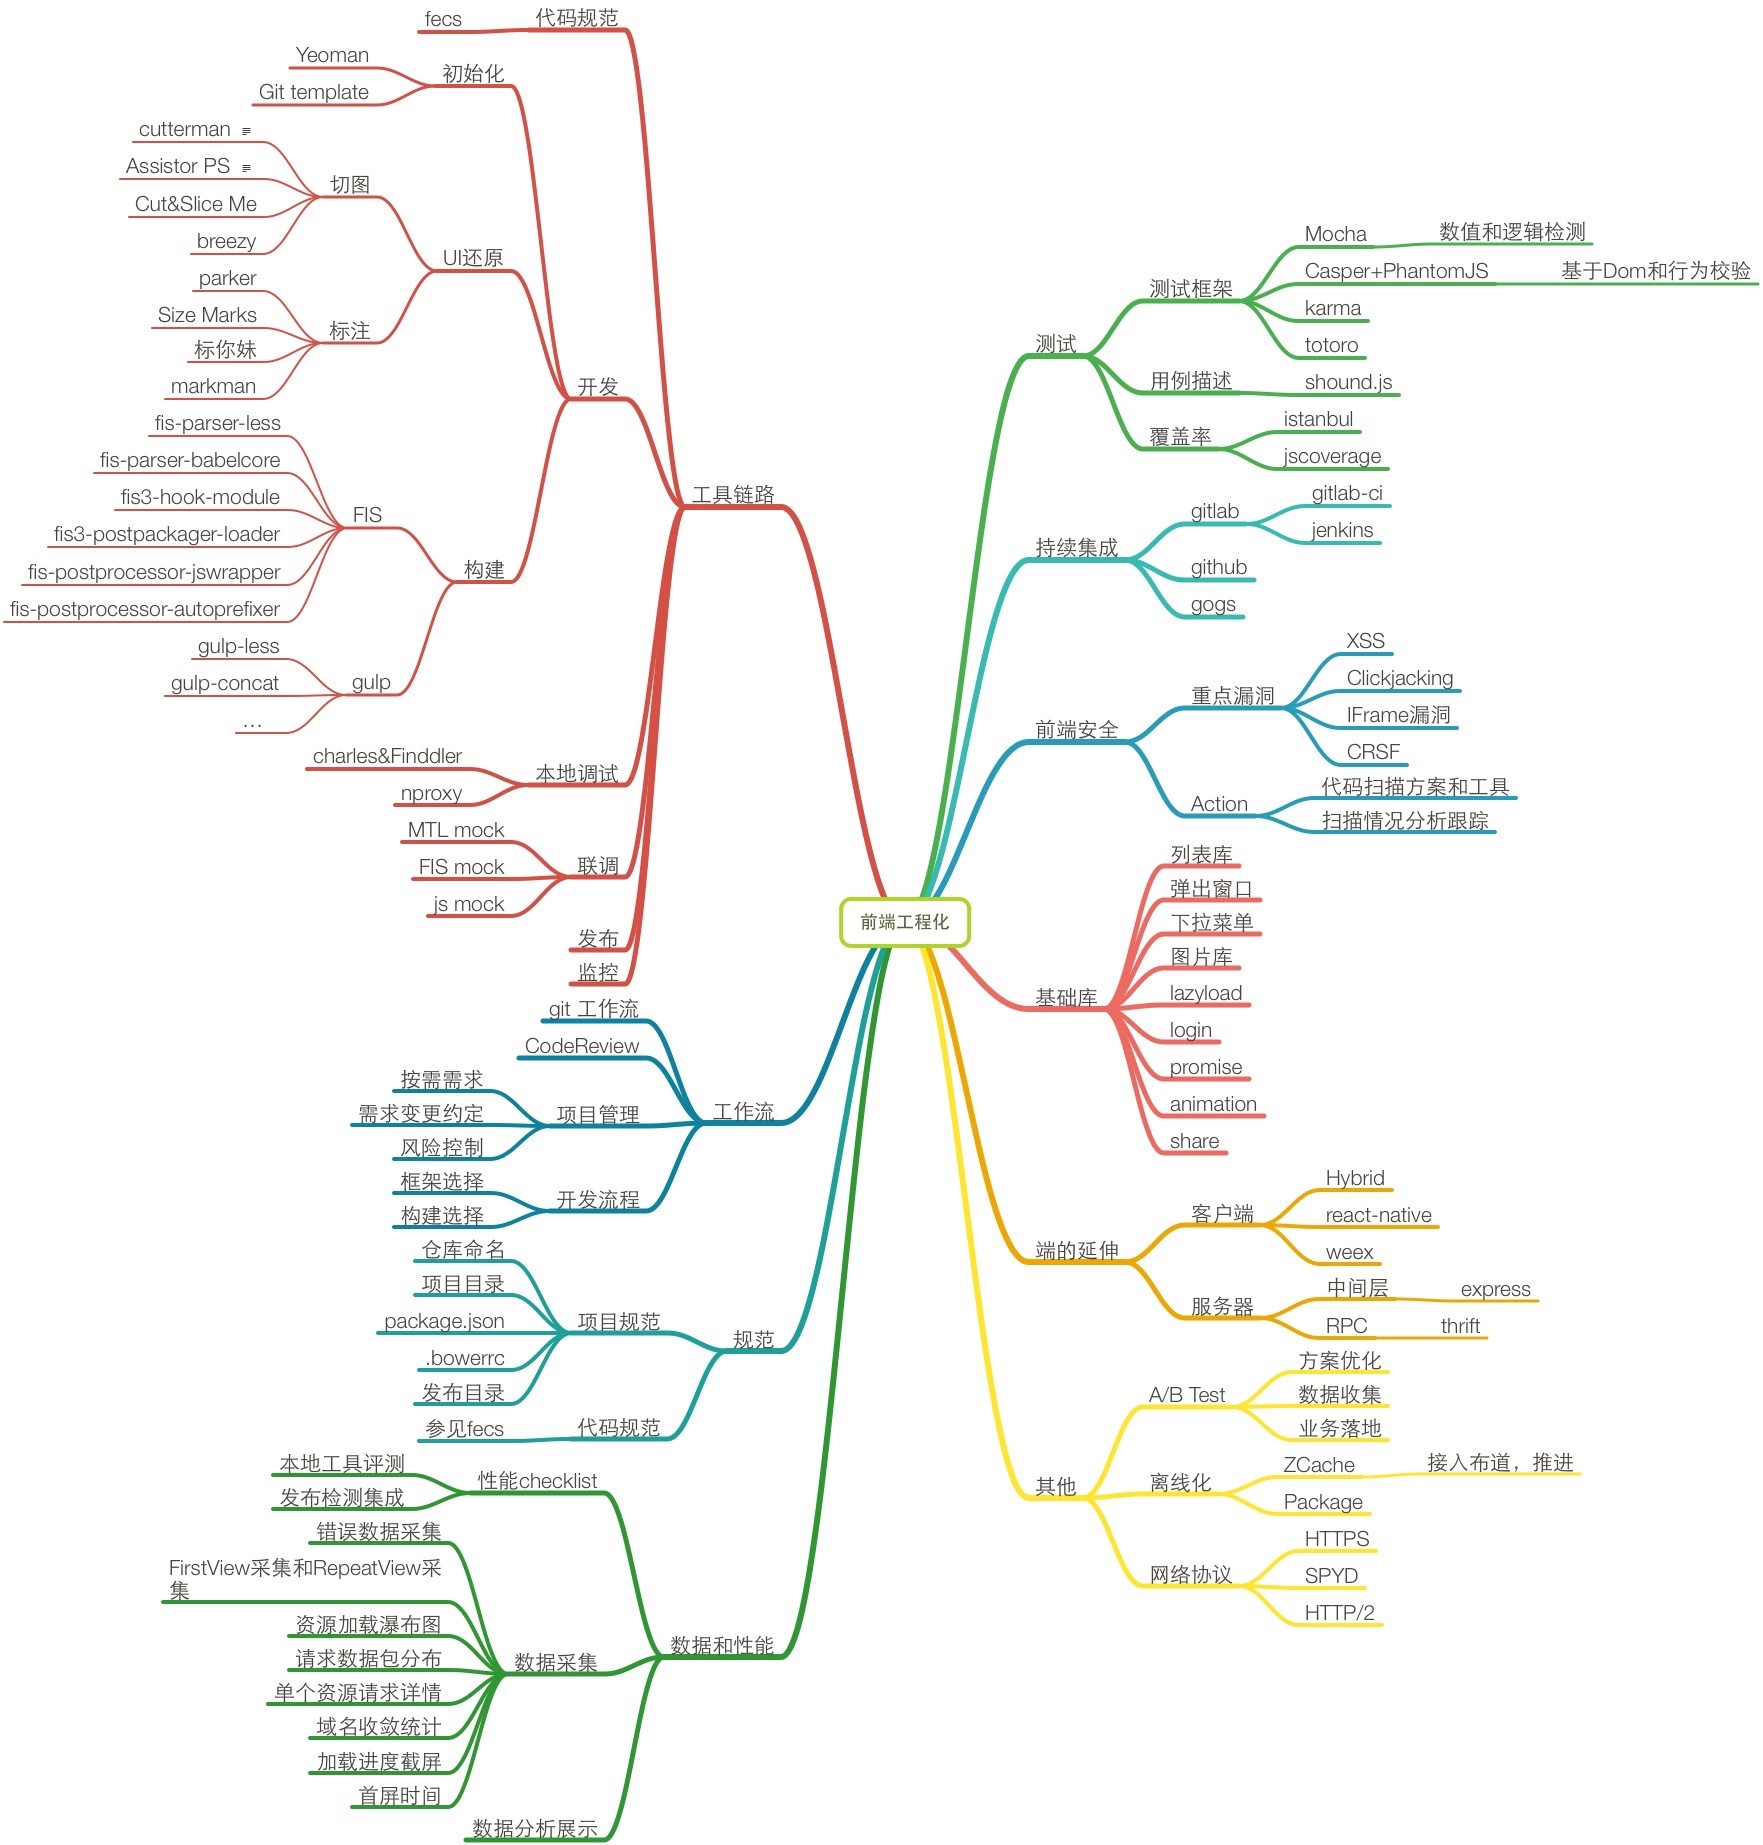 前端工程化
工具链路
代码规范
fecs
开发
初始化
Yeoman
Git template
UI还原
切图
cutterman
Assistor PS
Cut&Slice Me
breezy
标注
parker
Size Marks
标你妹
markman
构建
FIS
fis-parser-less
fis-parser-babelcore
fis3-hook-module
fis3-postpackager-loader
fis-postprocessor-jswrapper
fis-postprocessor-autoprefixer
gulp
gulp-less
gulp-concat
...
本地调试
charles&Finddler
nproxy
联调
MTL mock
FIS mock
js mock
发布
监控
工作流
git 工作流
CodeReview
项目管理
按需需求
需求变更约定
风险控制
开发流程
框架选择
构建选择
规范
项目规范
仓库命名
项目目录
package.json
.bowerrc
发布目录
代码规范
参见fecs
数据和性能
性能checklist
本地工具评测
发布检测集成
数据采集
错误数据采集
FirstView采集和RepeatView采
集
资源加载瀑布图
请求数据包分布
单个资源请求详情
域名收敛统计
加载进度截屏
首屏时间
数据分析展示
测试
测试框架
Mocha
数值和逻辑检测
Casper+PhantomJS
基于Dom和行为校验
karma
totoro
用例描述
shound.js
覆盖率
istanbul
jscoverage
持续集成
gitlab
gitlab-ci
jenkins
github
gogs
前端安全
重点漏洞
XSS
Clickjacking
IFrame漏洞
CRSF
Action
代码扫描方案和工具
扫描情况分析跟踪
基础库
列表库
弹出窗口
下拉菜单
图片库
lazyload
login
promise
animation
share
端的延伸
客户端
Hybrid
react-native
weex
服务器
中间层
express
RPC
thrift
其他
A/B Test
方案优化
数据收集
业务落地
离线化
ZCache
接入布道，推进
Package
网络协议
HTTPS
SPYD
HTTP/2